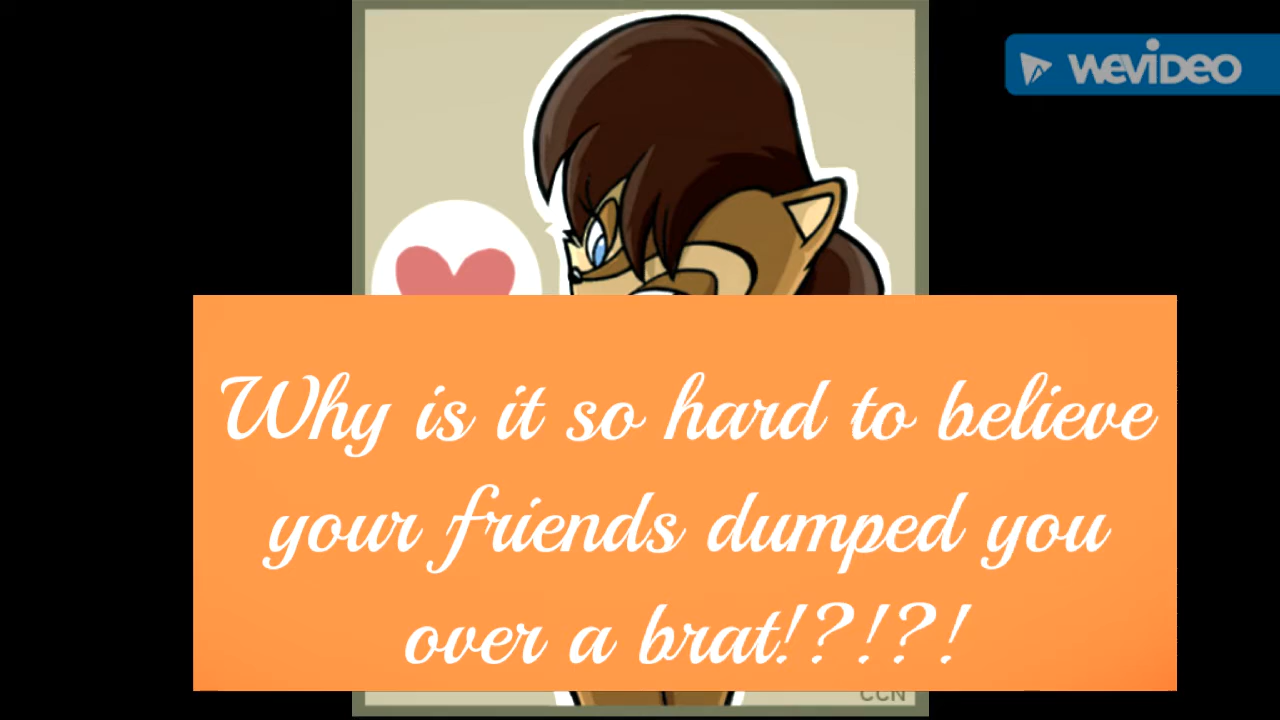 WEVIDEO
Why is it so hard to believe
your friends dumped you
over a brat!?!?!
CCN